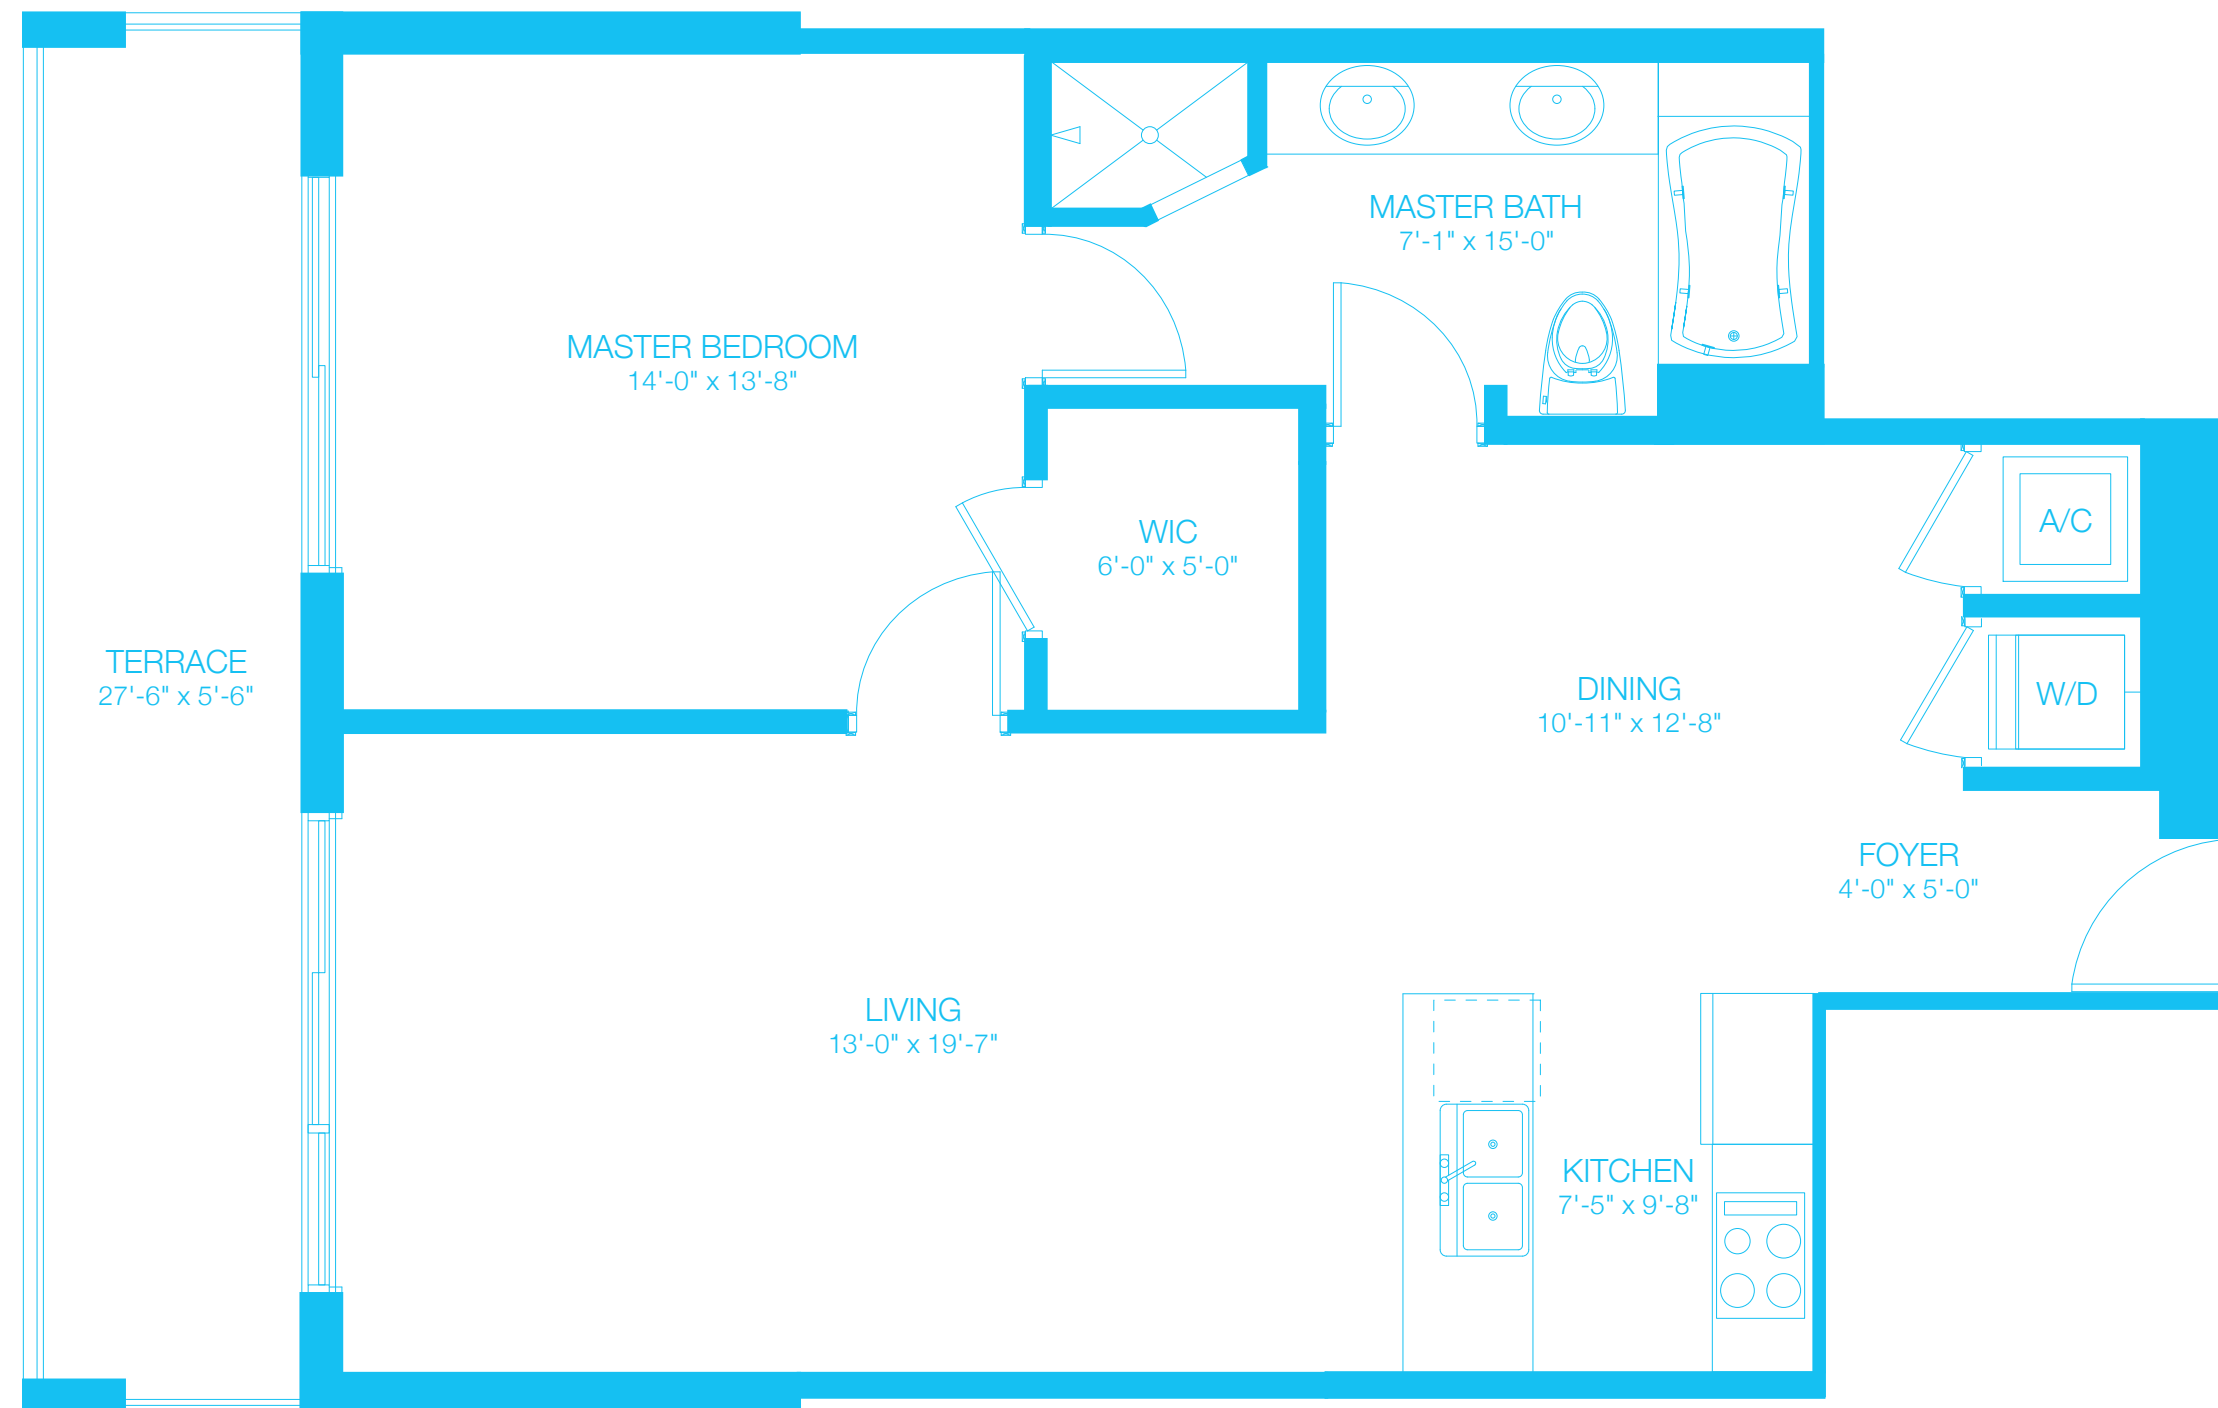 MASTER BATH
7'-1" x 15'-0"
MASTER BEDROOM
14'-0" x 13'-8"
WIC
6'-0" x 5'-0"
A/C
TERRACE
27'-6" x 5'-6"
DINING
10'-11" x 12'-8"
W/D
FOYER
4'-0" x 5'-0"
LIVING
13'-0" x 19'-7"
KITCHEN
7'-5" x 9'-8"